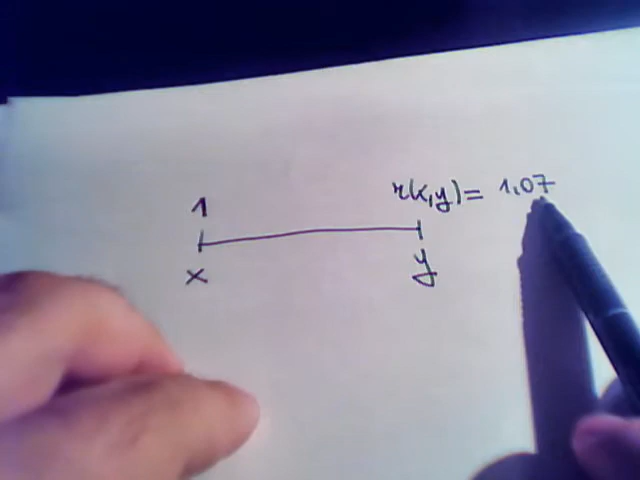 1
r(x,y)= 1,07
x
y